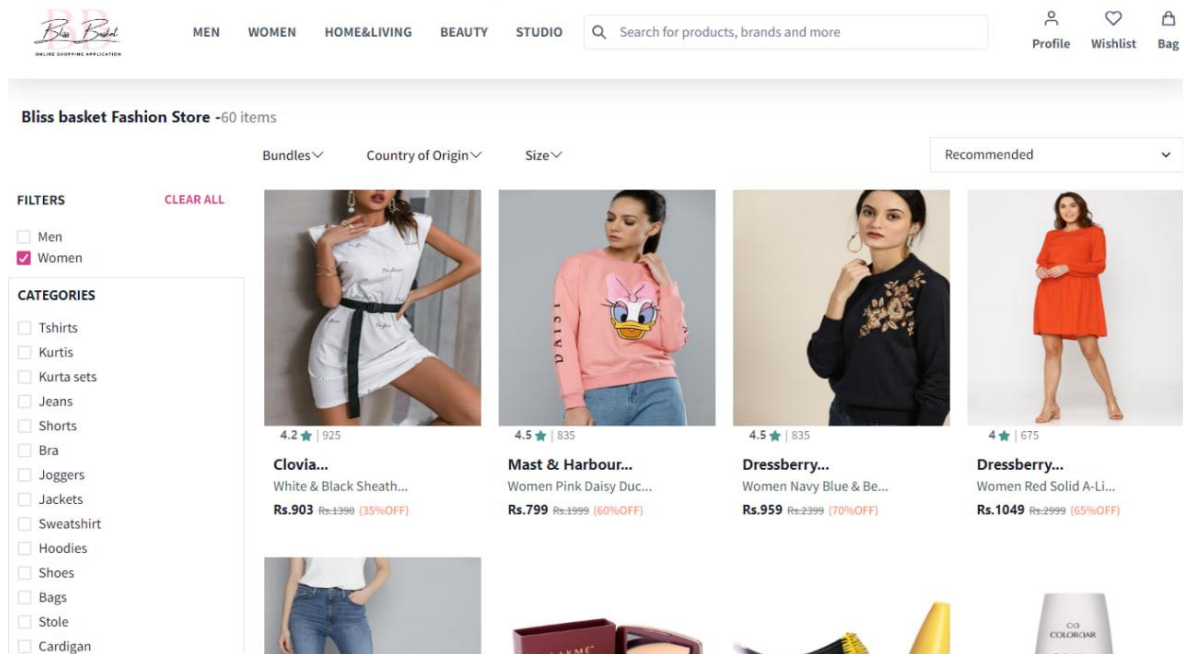 Bliss Basket
ONLINE SHOPPING APPLICATION
MEN WOMEN HOME&LIVING BEAUTY STUDIO
Search for products, brands and more
Profile Wishlist Bag
Bliss basket Fashion Store -60 items
Bundles Country of Origin Size
Recommended
FILTERS CLEAR ALL
Men
Women
CATEGORIES
Tshirts
Kurtis
Kurta sets
Jeans
Shorts
Bra
Joggers
Jackets
Sweatshirt
Hoodies
Shoes
Bags
Stole
Cardigan
DAISY
4.2 | 925
Clovia...
White & Black Sheath...
Rs.903 Rs.1390 (35%OFF)
4.5 | 835
Mast & Harbour...
Women Pink Daisy Duc...
Rs.799 Rs.1999 (60%OFF)
4.5 | 835
Dressberry...
Women Navy Blue & Be...
Rs.959 Rs.2399 (70%OFF)
4 | 675
Dressberry...
Women Red Solid A-Li...
Rs.1049 Rs.2999 (65%OFF)
LAKMÉ
COLORBAR